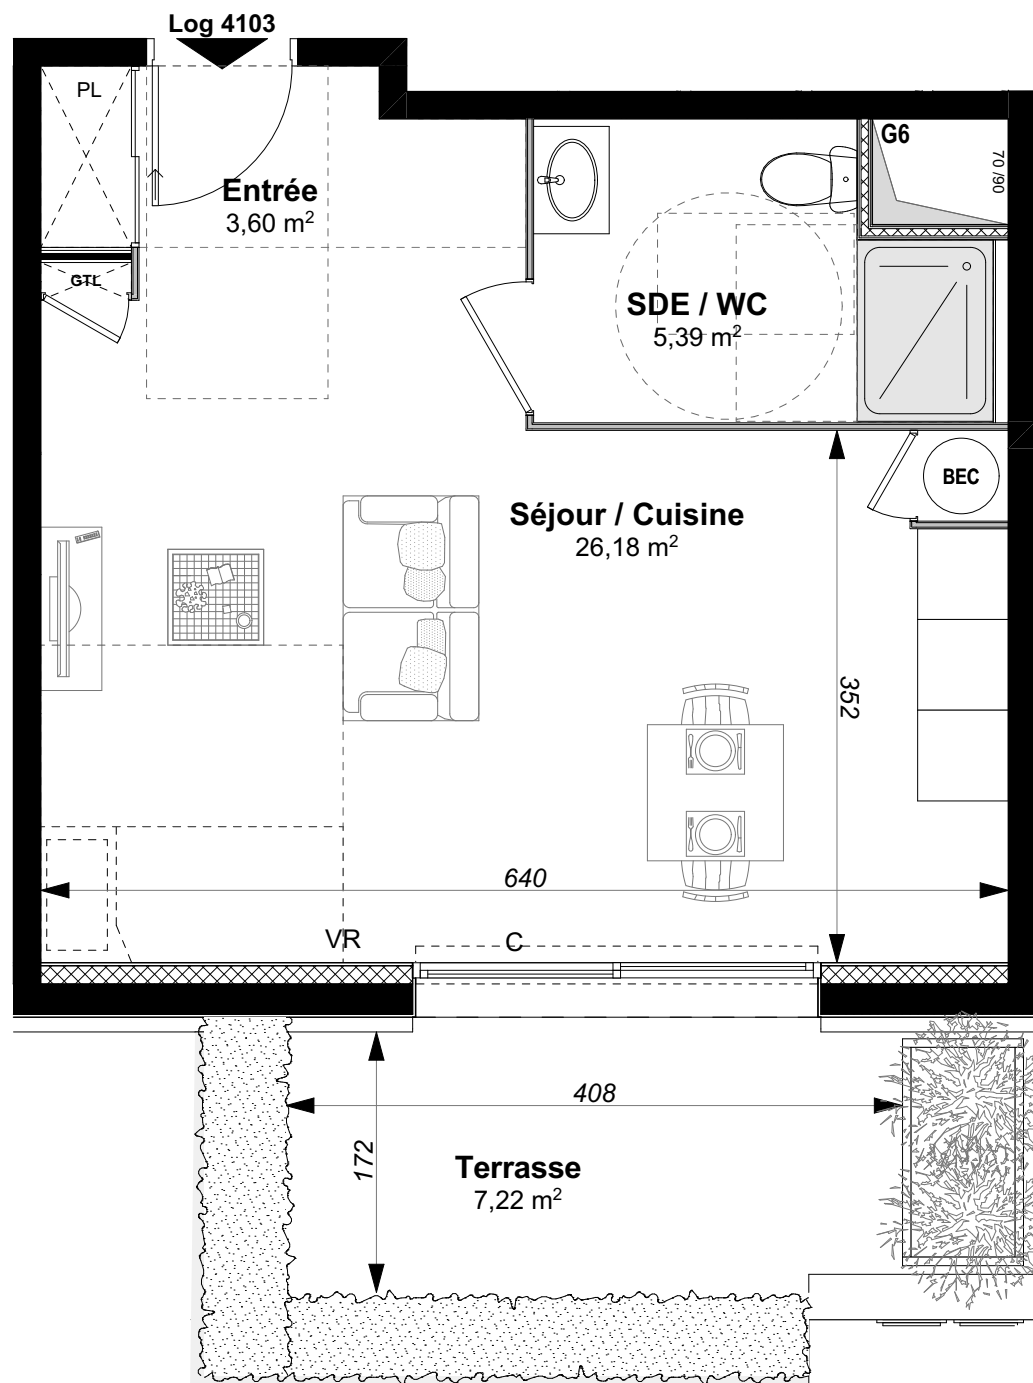 Log 4103
PL
G6
70 /90
Entrée
3,60 m²
GTL
SDE / WC
5,39 m²
BEC
Séjour / Cuisine
26,18 m²
352
640
VR
C
408
172
Terrasse
7,22 m²